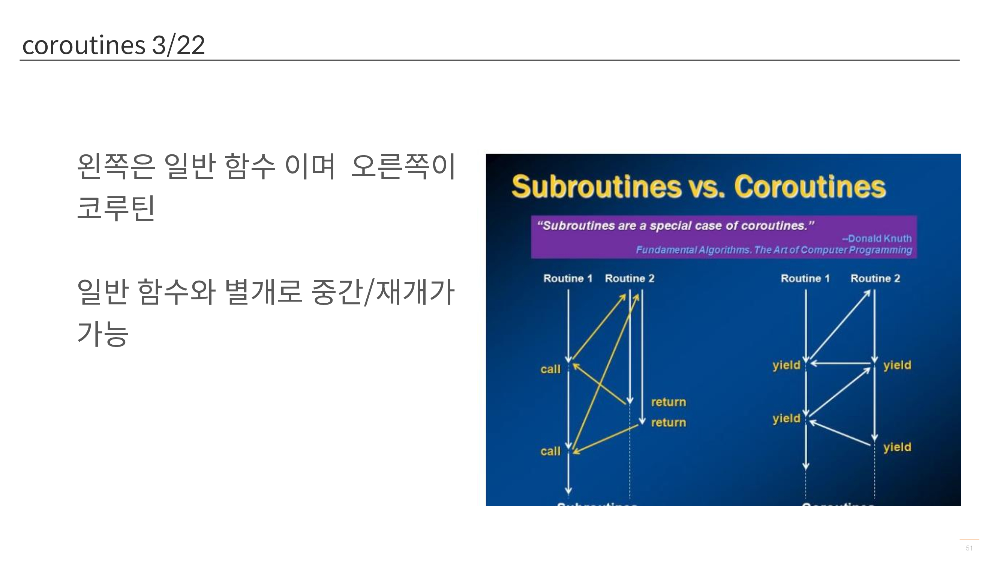 coroutines 3/22
왼쪽은 일반 함수 이며  오른쪽이
코루틴
일반 함수와 별개로 중간/재개가
가능
Subroutines vs. Coroutines
“Subroutines are a special case of coroutines.”
--Donald Knuth
Fundamental Algorithms. The Art of Computer Programming
Routine 1 Routine 2 Routine 1 Routine 2
call yield yield
return
yield
return
call yield
Subroutines Coroutines
51